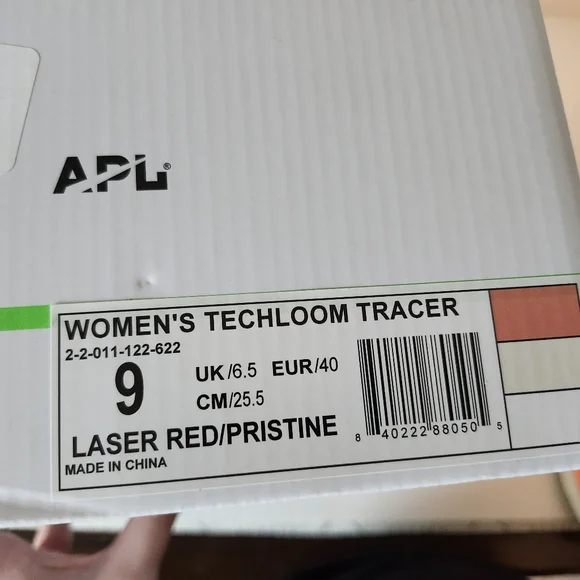 APL®
WOMEN'S TECHLOOM TRACER
2-2-011-122-622
9
UK/6.5 EUR/40
CM/25.5
LASER RED/PRISTINE
MADE IN CHINA
8 40222 88050 5